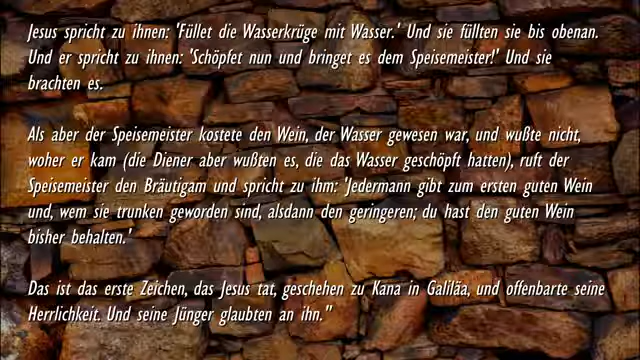 Jesus spricht zu ihnen: 'Füllet die Wasserkrüge mit Wasser.' Und sie füllten sie bis obenan.
Und er spricht zu ihnen: 'Schöpfet nun und bringet es dem Speisemeister!' Und sie
brachten es.
Als aber der Speisemeister kostete den Wein, der Wasser gewesen war, und wußte nicht,
woher er kam (die Diener aber wußten es, die das Wasser geschöpft hatten), ruft der
Speisemeister den Bräutigam und spricht zu ihm: 'Jedermann gibt zum ersten guten Wein
und, wem sie trunken geworden sind, alsdann den geringeren; du hast den guten Wein
bisher behalten.'
Das ist das erste Zeichen, das Jesus tat, geschehen zu Kana in Galiläa, und offenbarte seine
Herrlichkeit. Und seine Jünger glaubten an ihn."